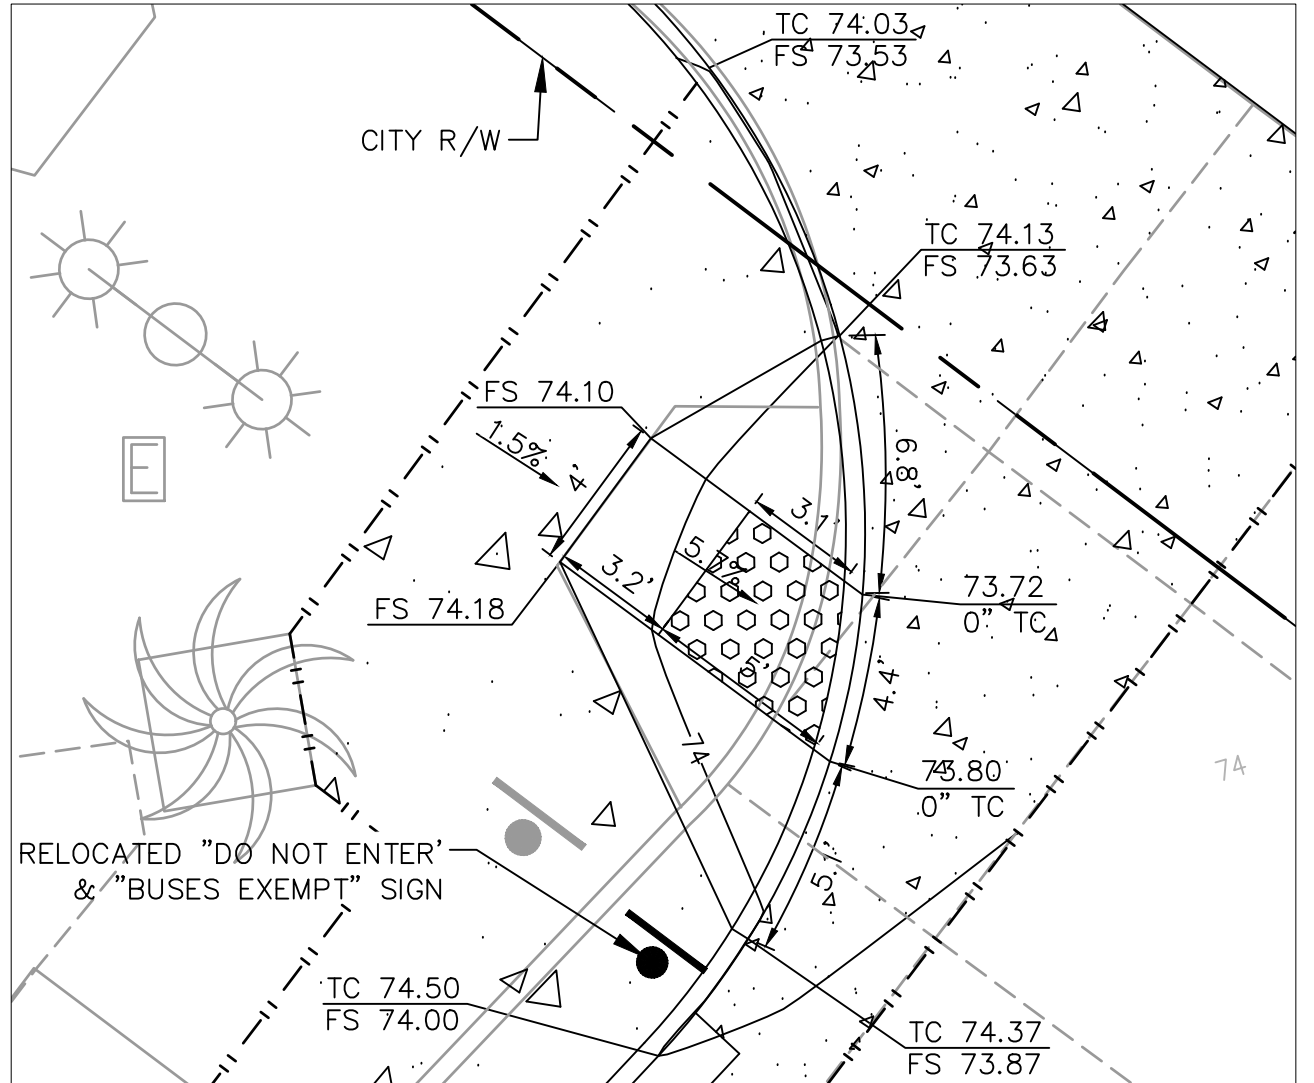 TC 74.03
FS 73.53
CITY R/W
TC 74.13
FS 73.63
FS 74.10
1.5%
4'
6.8'
E
3.1'
5.7%
3.2'
73.72
0" TC
FS 74.18
5'
4.4'
74
74
73.80
0" TC
RELOCATED "DO NOT ENTER'
& "BUSES EXEMPT" SIGN
TC 74.50
FS 74.00
TC 74.37
FS 73.87